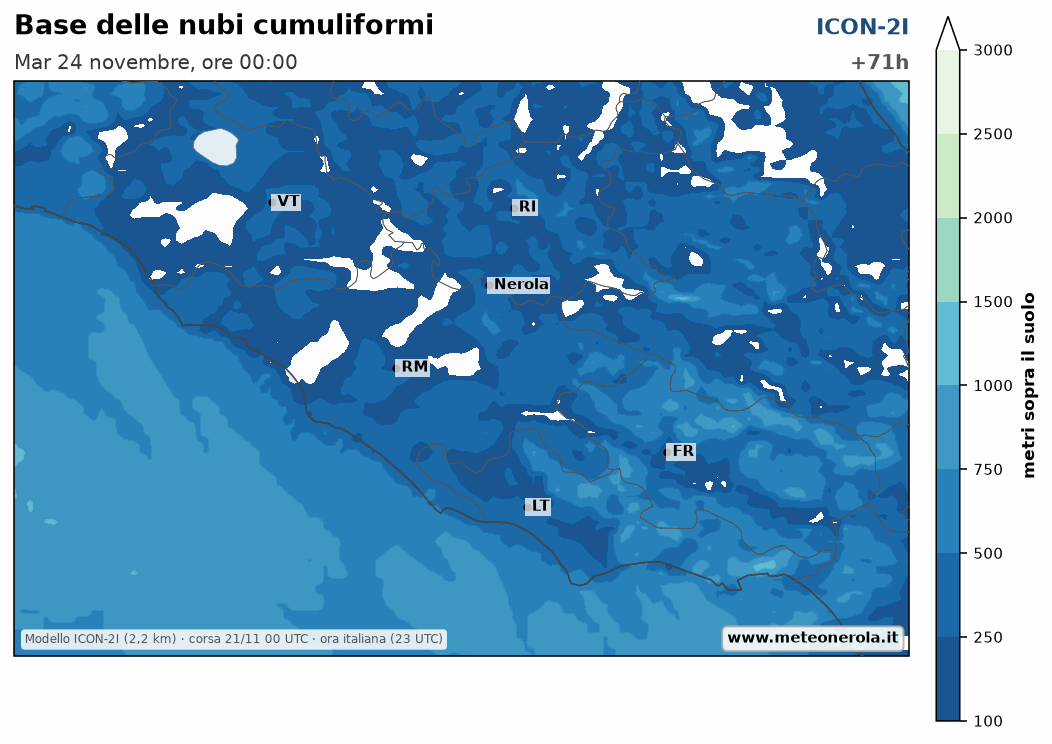 Base delle nubi cumuliformi
ICON-2I
Mar 24 novembre, ore 00:00
+71h
3000
2500
2000
1500
1000
750
500
250
100
metri sopra il suolo
VT
RI
Nerola
RM
FR
LT
Modello ICON-2I (2,2 km) · corsa 21/11 00 UTC · ora italiana (23 UTC)
www.meteonerola.it